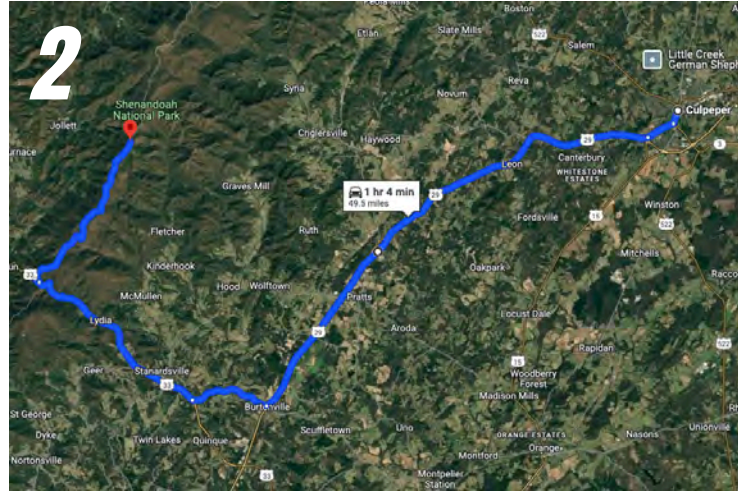 2
Boston
Etlan
Slate Mills
522
Salem
Little Creek
German Sheph
Syria
Novum
Reva
Shenandoah
National Park
Jollett
Criglersville
Haywood
29
Culpeper
3
Leon
Canterbury
WHITESTONE
ESTATES
Graves Mill
1 hr 4 min
49.5 miles
29
15
Winston
522
Fordsville
Fletcher
Ruth
Mitchells
Kinderhook
Oakpark
33
Hood
Wolftown
McMullen
Pratts
Lydia
29
Aroda
Locust Dale
Rapidan
522
15
Geer
Stanardsville
33
Woodberry
Forest
Madison Mills
Burtonville
St George
Dyke
Twin Lakes
Quinque
Scuffletown
Uno
ORANGE ESTATES
Orange
Nasons
Unionville
Nortonsville
Montford
33
Montpelier
Station